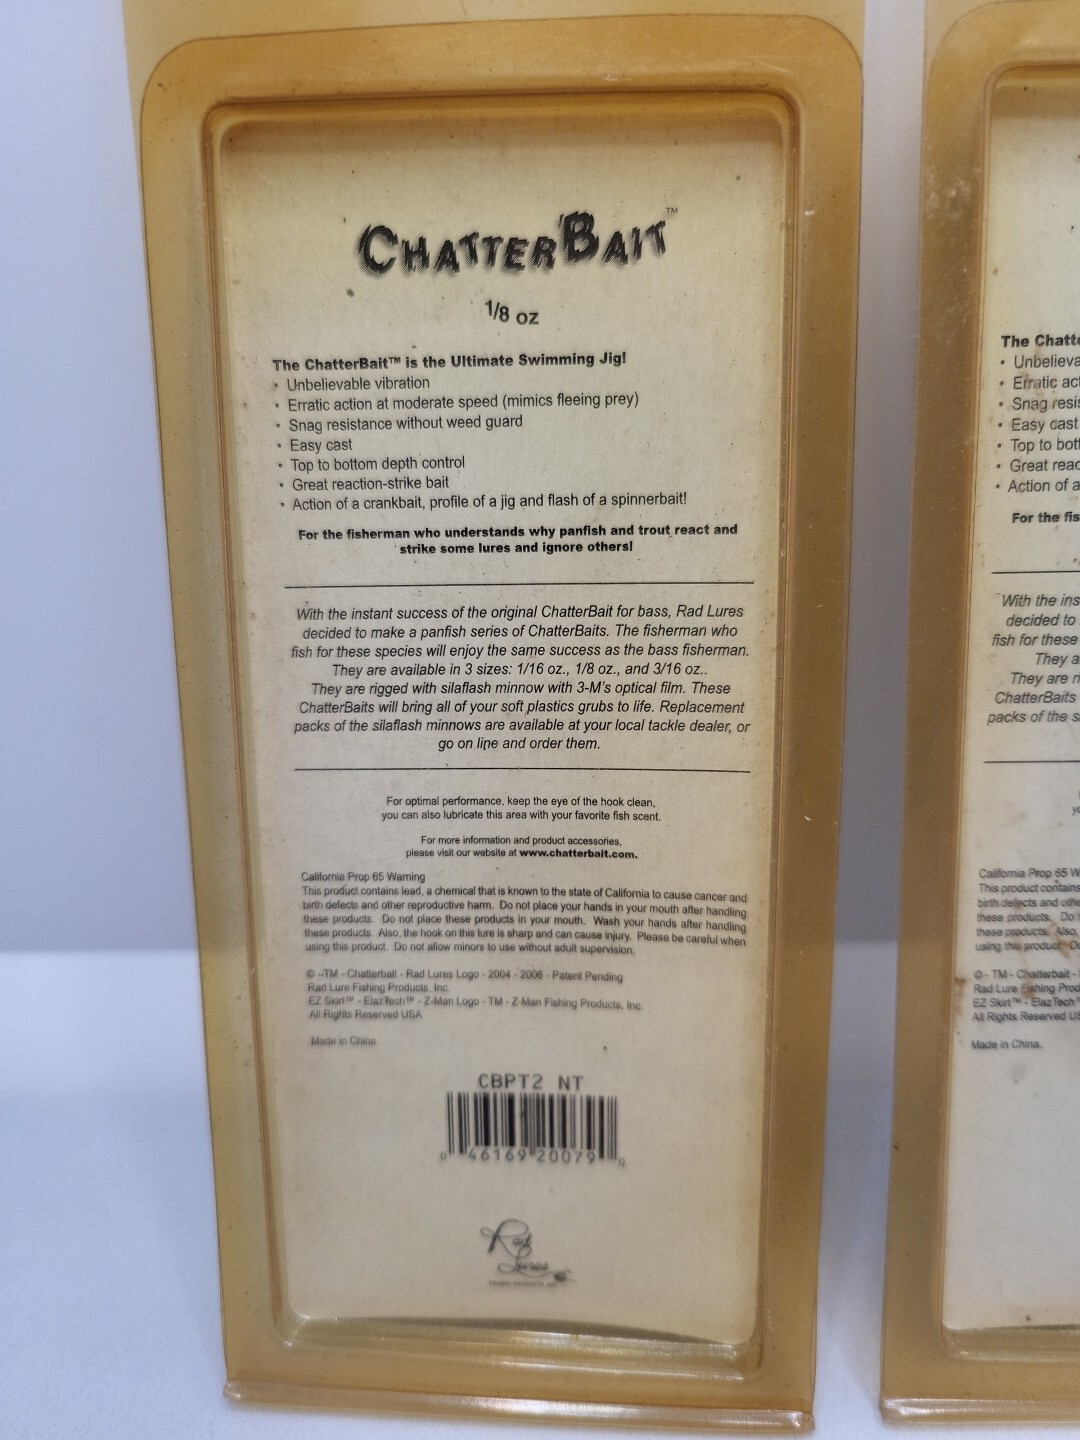 CHATTERBAIT™
1/8 oz
The ChatterBait™ is the Ultimate Swimming Jig!
• Unbelievable vibration
• Erratic action at moderate speed (mimics fleeing prey)
• Snag resistance without weed guard
• Easy cast
• Top to bottom depth control
• Great reaction-strike bait
• Action of a crankbait, profile of a jig and flash of a spinnerbait!
For the fisherman who understands why panfish and trout react and
strike some lures and ignore others!
With the instant success of the original ChatterBait for bass, Rad Lures
decided to make a panfish series of ChatterBaits. The fisherman who
fish for these species will enjoy the same success as the bass fisherman.
They are available in 3 sizes: 1/16 oz., 1/8 oz., and 3/16 oz..
They are rigged with silaflash minnow with 3-M's optical film. These
ChatterBaits will bring all of your soft plastics grubs to life. Replacement
packs of the silaflash minnows are available at your local tackle dealer, or
go on line and order them.
For optimal performance, keep the eye of the hook clean,
you can also lubricate this area with your favorite fish scent.
For more information and product accessories,
please visit our website at www.chatterbait.com.
California Prop 65 Warning
This product contains lead, a chemical that is known to the state of California to cause cancer and
birth defects and other reproductive harm. Do not place your hands in your mouth after handling
these products. Do not place these products in your mouth. Wash your hands after handling
these products. Also, the hook on this lure is sharp and can cause injury. Please be careful when
using this product. Do not allow minors to use without adult supervision.
© - TM - Chatterbait - Rad Lures Logo - 2004 - 2006 - Patent Pending
Rad Lure Fishing Products, Inc.
EZ Skirt™ - ElazTech™ - Z-Man Logo - TM - Z-Man Fishing Products, Inc.
All Rights Reserved USA
Made in China.
CBPT2 NT
0 46169 20079 0
Rad
Lures
The Chatte
• Unbelieva
• Erratic act
• Snag resis
• Easy cast
• Top to bott
• Great reac
• Action of a
For the fis
With the ins
decided to
fish for these
They a
They are r
ChatterBaits
packs of the s
California Prop 65 W
This product contains
birth defects and othe
these products. Do
these products. Also,
using this product. Do
© - TM - Chatterbait -
Rad Lure Fishing Prod
EZ Skirt™ - ElazTech™
All Rights Reserved US
Made in China.